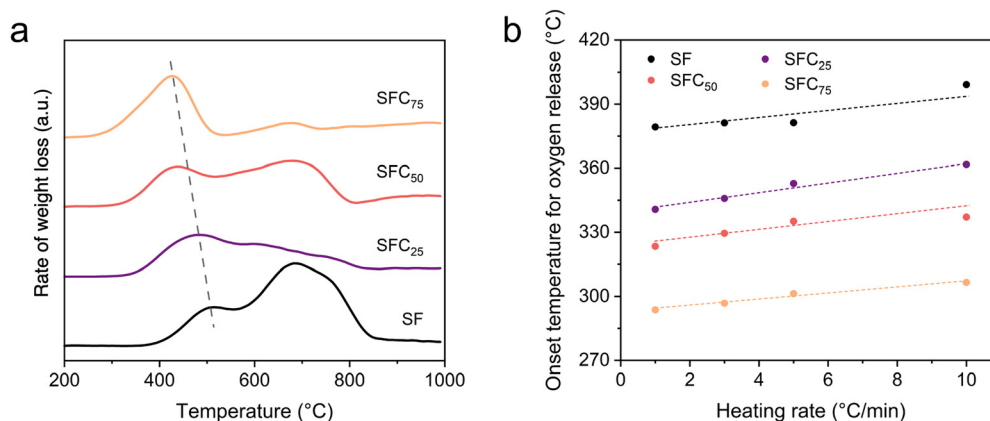 a
Rate of weight loss (a.u.)
SFC75
SFC50
SFC25
SF
200 400 600 800 1000
Temperature (°C)
b
Onset temperature for oxygen release (°C)
420
390
360
330
300
270
SF SFC25
SFC50 SFC75
0 2 4 6 8 10
Heating rate (°C/min)